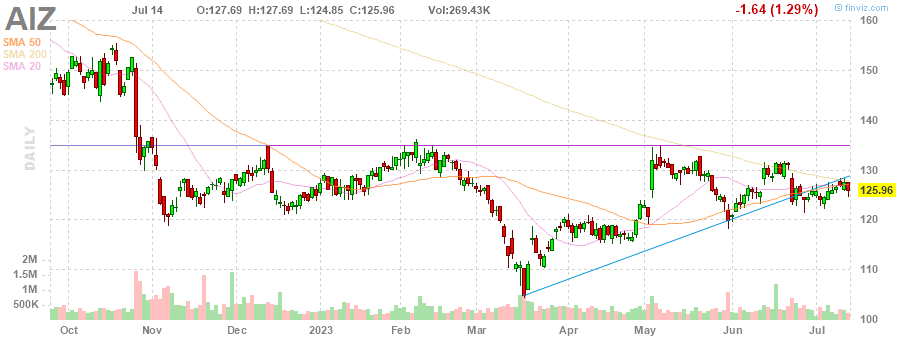 AIZ
Jul 14 O:127.69 H:127.69 L:124.85 C:125.96 Vol:269.43K -1.64 (1.29%)
© finviz.com
SMA 50
SMA 200
SMA 20
DAILY
160
150
140
130
125.96
120
110
100
2M
1.5M
1M
500K
Oct Nov Dec 2023 Feb Mar Apr May Jun Jul